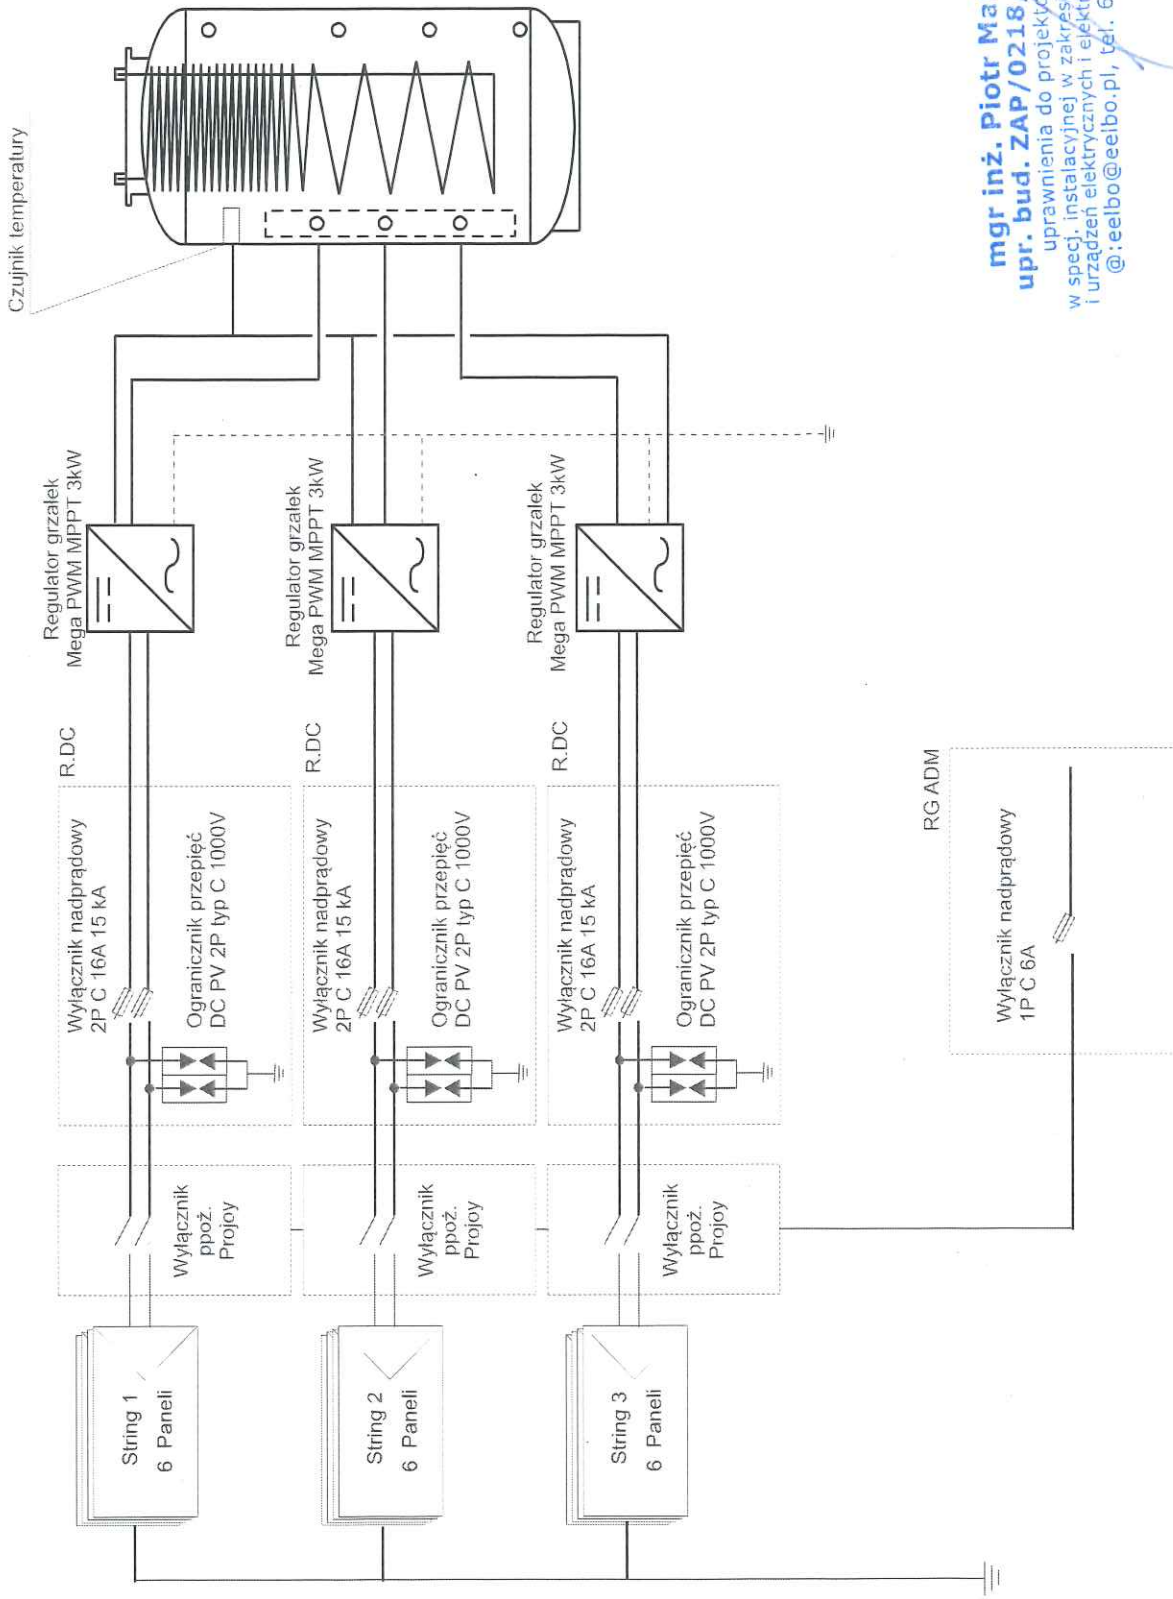 Czujnik temperatury
Regulator grzałek
Mega PWM MPPT 3kW
Regulator grzałek
Mega PWM MPPT 3kW
Regulator grzałek
Mega PWM MPPT 3kW
R.DC
Wyłącznik nadprądowy
2P C 16A 15 kA
Ogranicznik przepięć
DC PV 2P typ C 1000V
R.DC
Wyłącznik nadprądowy
2P C 16A 15 kA
Ogranicznik przepięć
DC PV 2P typ C 1000V
R.DC
Wyłącznik nadprądowy
2P C 16A 15 kA
Ogranicznik przepięć
DC PV 2P typ C 1000V
Wyłącznik
ppoż.
Projoy
Wyłącznik
ppoż.
Projoy
Wyłącznik
ppoż.
Projoy
String 1
6 Paneli
String 2
6 Paneli
String 3
6 Paneli
RG ADM
Wyłącznik nadprądowy
1P C 6A
mgr inż. Piotr Ma
upr. bud. ZAP/0218
uprawnienia do projekto
w specj. instalacyjnej w zakres
i urządzeń elektrycznych i elektr
@:eelbo@eelbo.pl, tel. 6